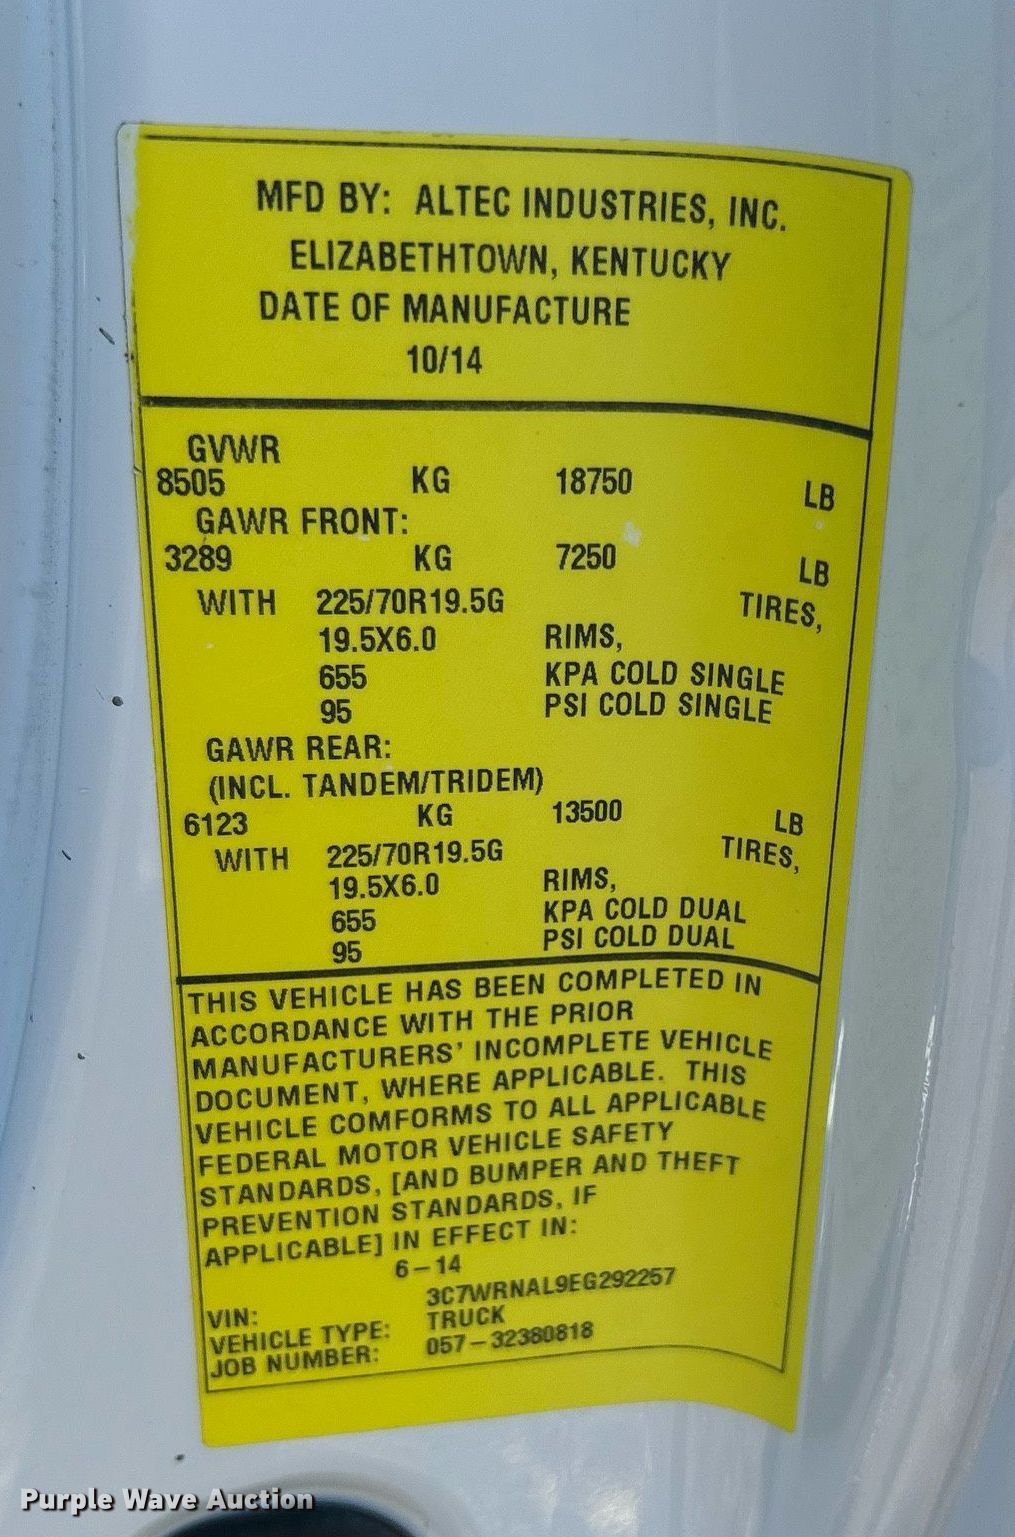 MFD BY: ALTEC INDUSTRIES, INC.
ELIZABETHTOWN, KENTUCKY
DATE OF MANUFACTURE
10/14
GVWR
8505 KG 18750 LB
GAWR FRONT:
3289 KG 7250 LB
WITH 225/70R19.5G TIRES,
19.5X6.0 RIMS,
655 KPA COLD SINGLE
95 PSI COLD SINGLE
GAWR REAR:
(INCL. TANDEM/TRIDEM)
6123 KG 13500 LB
WITH 225/70R19.5G TIRES,
19.5X6.0 RIMS,
655 KPA COLD DUAL
95 PSI COLD DUAL
THIS VEHICLE HAS BEEN COMPLETED IN
ACCORDANCE WITH THE PRIOR
MANUFACTURERS' INCOMPLETE VEHICLE
DOCUMENT, WHERE APPLICABLE. THIS
VEHICLE COMFORMS TO ALL APPLICABLE
FEDERAL MOTOR VEHICLE SAFETY
STANDARDS, [AND BUMPER AND THEFT
PREVENTION STANDARDS, IF
APPLICABLE] IN EFFECT IN:
6-14
VIN: 3C7WRNAL9EG292257
VEHICLE TYPE: TRUCK
JOB NUMBER: 057-32380818
Purple Wave Auction